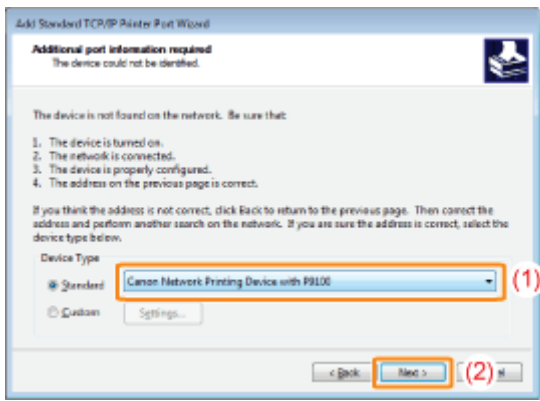 Add Standard TCP/IP Printer Port Wizard
Additional port information required
The device could not be identified.
The device is not found on the network. Be sure that:
1. The device is turned on.
2. The network is connected.
3. The device is properly configured.
4. The address on the previous page is correct.
If you think the address is not correct, click Back to return to the previous page. Then correct the
address and perform another search on the network. If you are sure the address is correct, select the
device type below.
Device Type
Standard
Canon Network Printing Device with P9100
(1)
Custom
Settings...
< Back
Next >
(2)